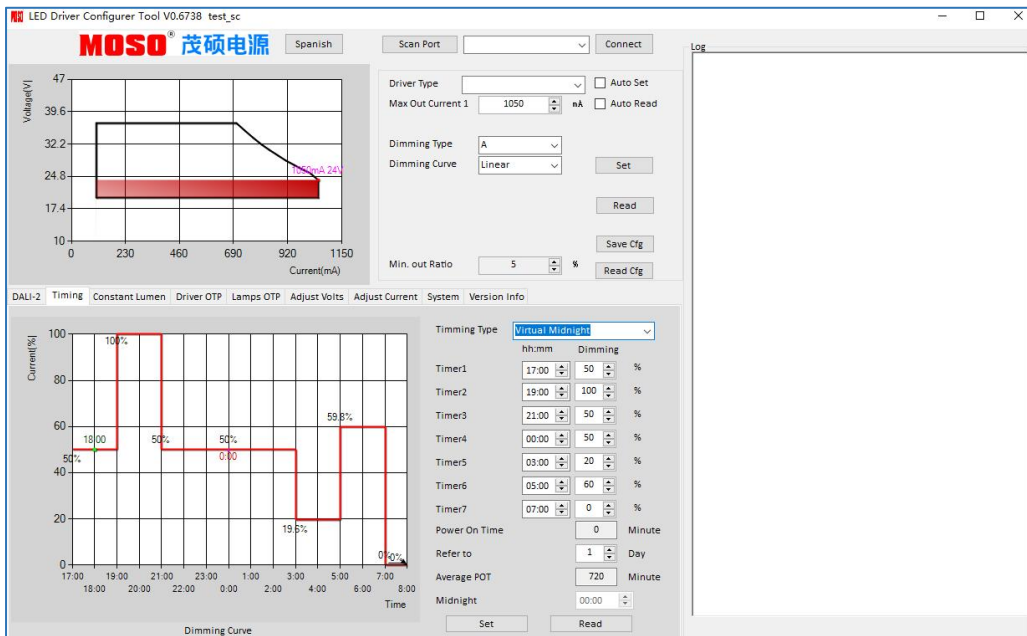 LED Driver Configurer Tool V0.6738 test_sc
MOSO® 茂硕电源
Spanish
Scan Port
Connect
Log
Voltage[V]
47
39.6
32.2
24.8
17.4
10
1050mA 24V
0 230 460 690 920 1150
Current(mA)
Driver Type
Auto Set
Max Out Current 1 1050 mA
Auto Read
Dimming Type A
Dimming Curve Linear
Set
Read
Save Cfg
Min. out Ratio 5 %
Read Cfg
DALI-2 Timing Constant Lumen Driver OTP Lamps OTP Adjust Volts Adjust Current System Version Info
Current[%]
100
80
60
40
20
0
100%
59.8%
18:00
50%
50%
50%
0:00
19.6%
0%
0%
17:00 19:00 21:00 23:00 1:00 3:00 5:00 7:00
18:00 20:00 22:00 0:00 2:00 4:00 6:00 8:00
Time
Dimming Curve
Timming Type Virtual Midnight
hh:mm Dimming
Timer1 17:00 50 %
Timer2 19:00 100 %
Timer3 21:00 50 %
Timer4 00:00 50 %
Timer5 03:00 20 %
Timer6 05:00 60 %
Timer7 07:00 0 %
Power On Time 0 Minute
Refer to 1 Day
Average POT 720 Minute
Midnight 00:00
Set Read